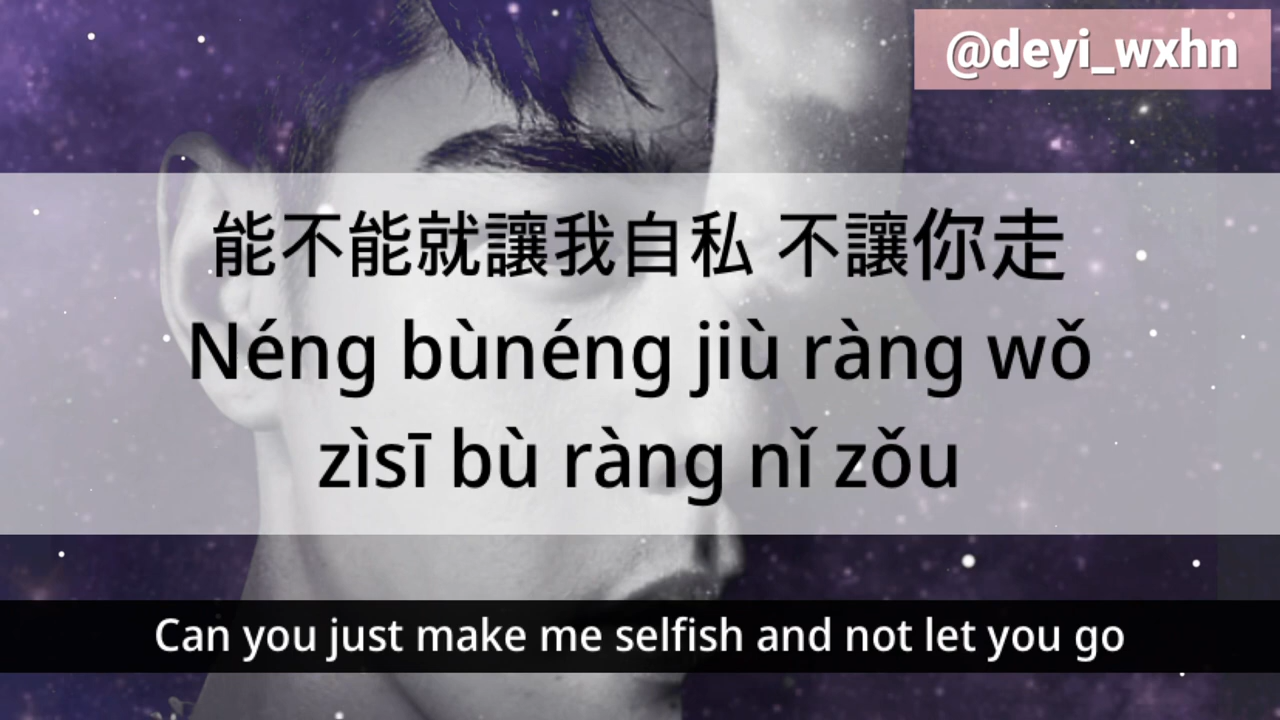 @deyi_wxhn
能不能就讓我自私 不讓你走
Néng bùnéng jiù ràng wǒ
zìsī bù ràng nǐ zǒu
Can you just make me selfish and not let you go